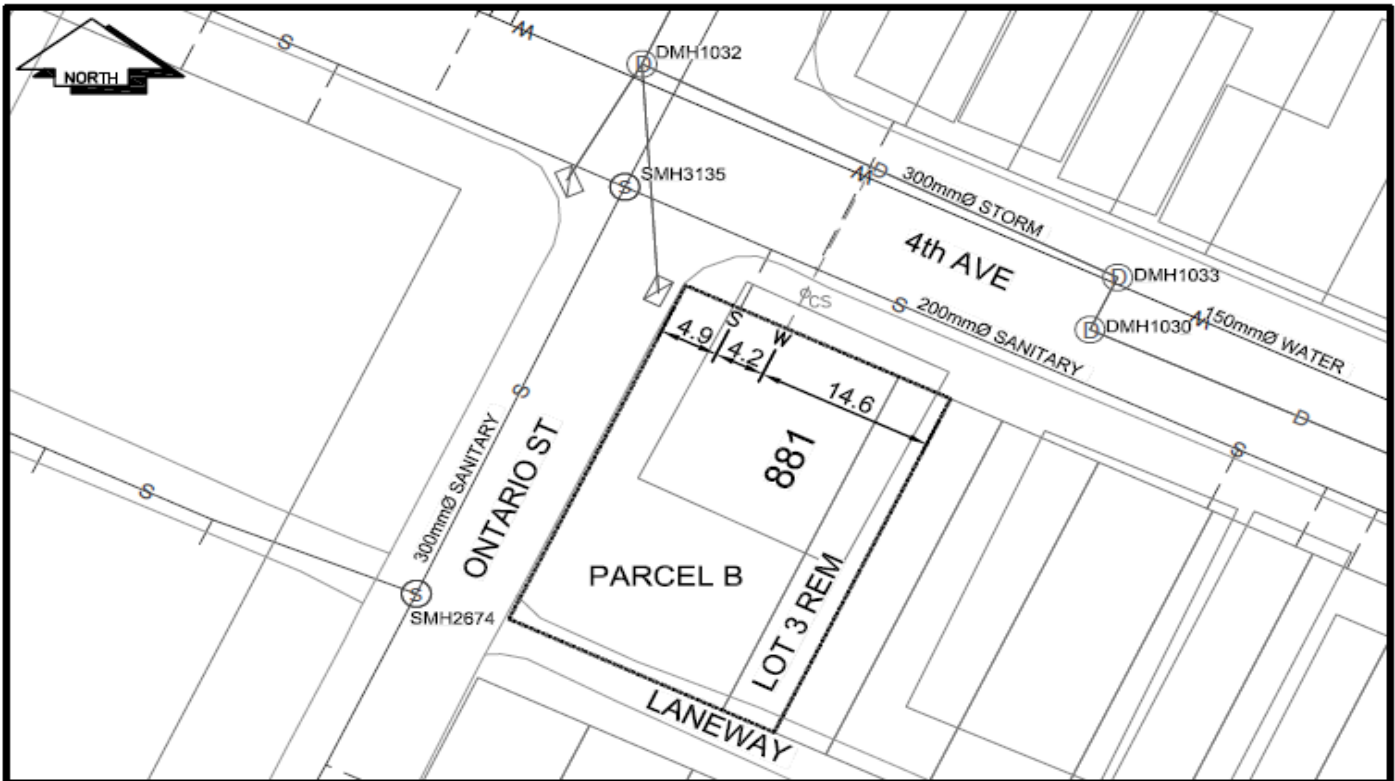 NORTH
S
W
D
DMH1032
S
SMH3135
D
W
300mmØ STORM
4th AVE
D
DMH1033
D
DMH1030
W
150mmØ WATER
CS
S
200mmØ SANITARY
S
W
4.9
4.2
14.6
D
S
S
881
300mmØ SANITARY
ONTARIO ST
S
PARCEL B
LOT 3 REM
S
SMH2674
LANEWAY